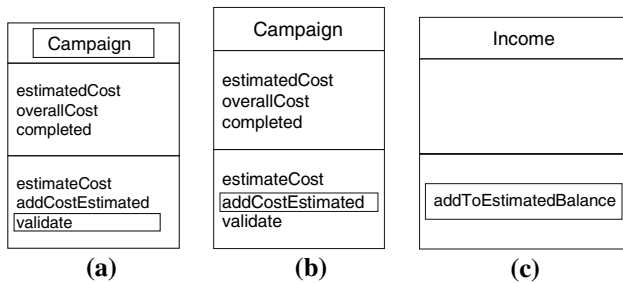 Campaign
estimatedCost
overallCost
completed
estimateCost
addCostEstimated
validate
(a)
Campaign
estimatedCost
overallCost
completed
estimateCost
addCostEstimated
validate
(b)
Income
addToEstimatedBalance
(c)